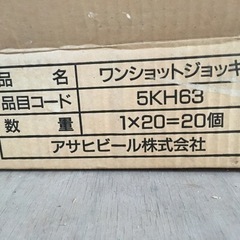 品名 ワンショットジョッキ
品目コード 5KH63
数量 1×20=20個
アサヒビール株式会社